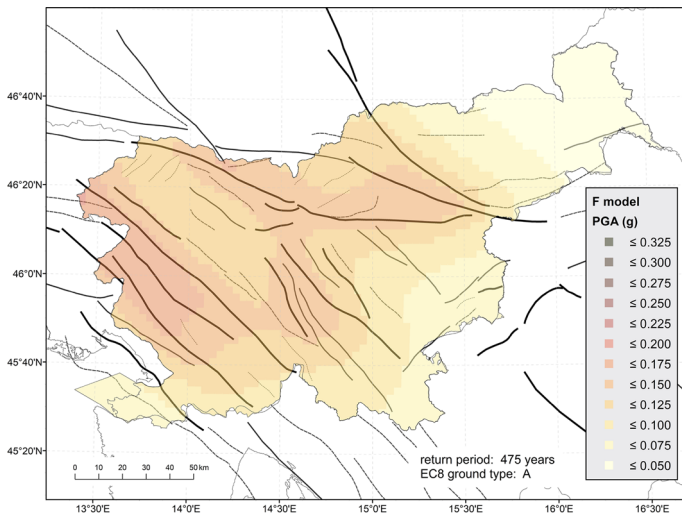 46°40'N
46°20'N
46°0'N
45°40'N
45°20'N
F model
PGA (g)
≤ 0.325
≤ 0.300
≤ 0.275
≤ 0.250
≤ 0.225
≤ 0.200
≤ 0.175
≤ 0.150
≤ 0.125
≤ 0.100
≤ 0.075
≤ 0.050
return period: 475 years
EC8 ground type: A
0 10 20 30 40 50 km
13°30'E 14°0'E 14°30'E 15°0'E 15°30'E 16°0'E 16°30'E